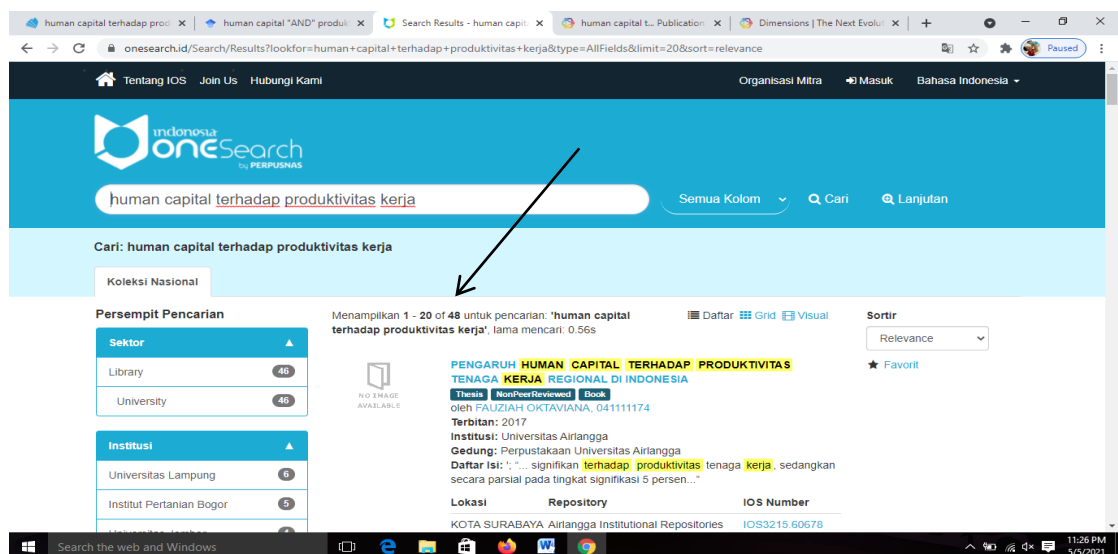 human capital terhadap produ
human capital "AND" produk
Search Results - human capit
human capital t... Publication
Dimensions | The Next Evolut
onesearch.id/Search/Results?lookfor=human+capital+terhadap+produktivitas+kerja&type=AllFields&limit=20&sort=relevance
Paused
Tentang IOS Join Us Hubungi Kami
Organisasi Mitra Masuk Bahasa Indonesia
indonesia
oneSearch
by PERPUSNAS
human capital terhadap produktivitas kerja
Semua Kolom Cari Lanjutan
Cari: human capital terhadap produktivitas kerja
Koleksi Nasional
Persempit Pencarian
Sektor
Library 46
University 46
Institusi
Universitas Lampung 6
Institut Pertanian Bogor 5
Menampilkan 1 - 20 of 48 untuk pencarian: 'human capital
terhadap produktivitas kerja', lama mencari: 0.56s
Daftar Grid Visual
Sortir
Relevance
Favorit
NO IMAGE
AVAILABLE
PENGARUH HUMAN CAPITAL TERHADAP PRODUKTIVITAS
TENAGA KERJA REGIONAL DI INDONESIA
Thesis NonPeerReviewed Book
oleh FAUZIAH OKTAVIANA, 041111174
Terbitan: 2017
Institusi: Universitas Airlangga
Gedung: Perpustakaan Universitas Airlangga
Daftar Isi: '; "... signifikan terhadap produktivitas tenaga kerja, sedangkan
secara parsial pada tingkat signifikasi 5 persen..."
Lokasi Repository IOS Number
KOTA SURABAYA Airlangga Institutional Repositories IOS3215.60678
Search the web and Windows
11:26 PM
5/5/2021